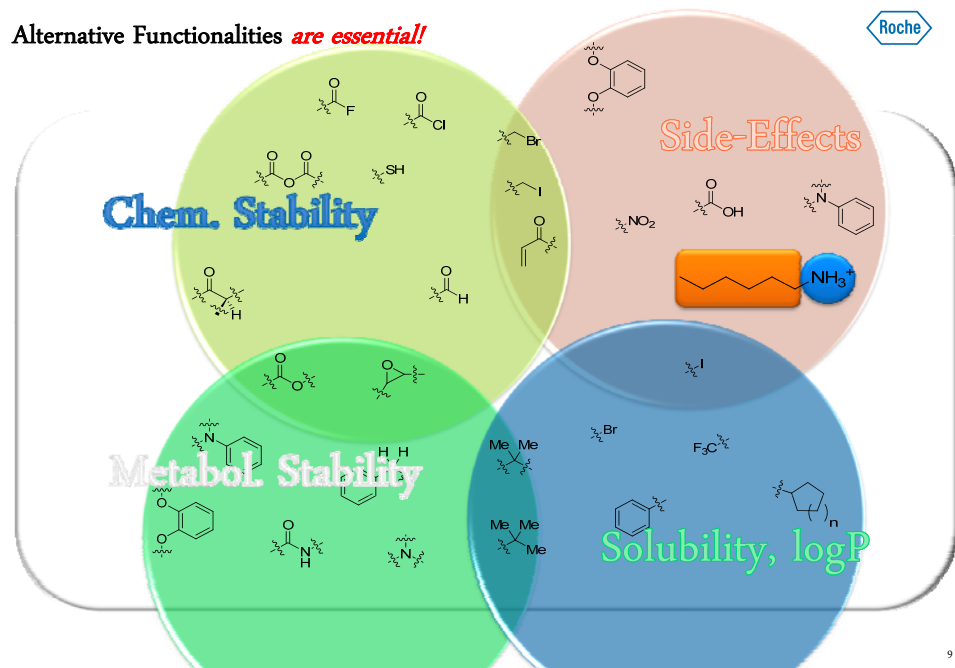 Alternative Functionalities are essential!
Roche
O
O
O
F
O
Cl
Br
Side-Effects
O
O
O
SH
I
Chem. Stability
O
NO2
O
OH
N
O
H
O
H
NH3+
O
O
O
I
N
Me Me
Br
F3C
H H
Metabol. Stability
O
O
O
N
H
N
Me Me
Me
n
Solubility, logP
9